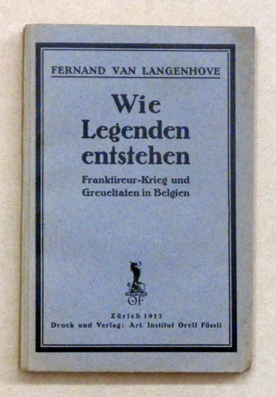 FERNAND VAN LANGENHOVE
Wie
Legenden
entstehen
Franktireur-Krieg und
Greueltaten in Belgien
OF
Zürich 1917
Druck und Verlag: Art. Institut Orell Füssli